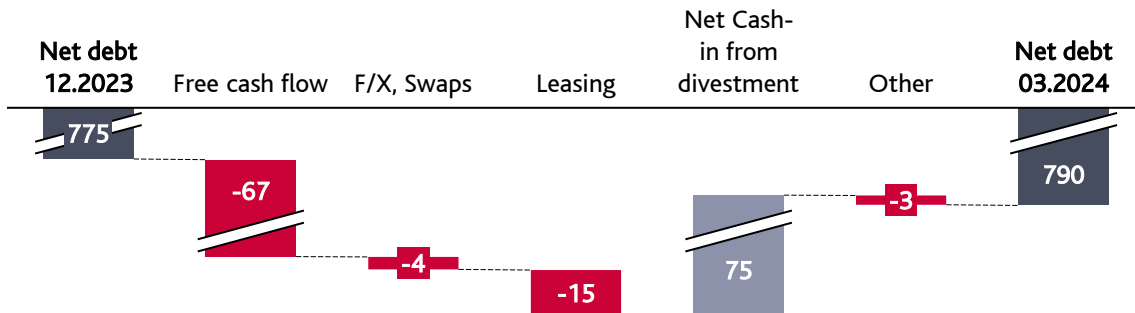 Net debt
12.2023
Free cash flow
F/X, Swaps
Leasing
Net Cash-
in from
divestment
Other
Net debt
03.2024
775
-67
-4
-15
75
-3
790